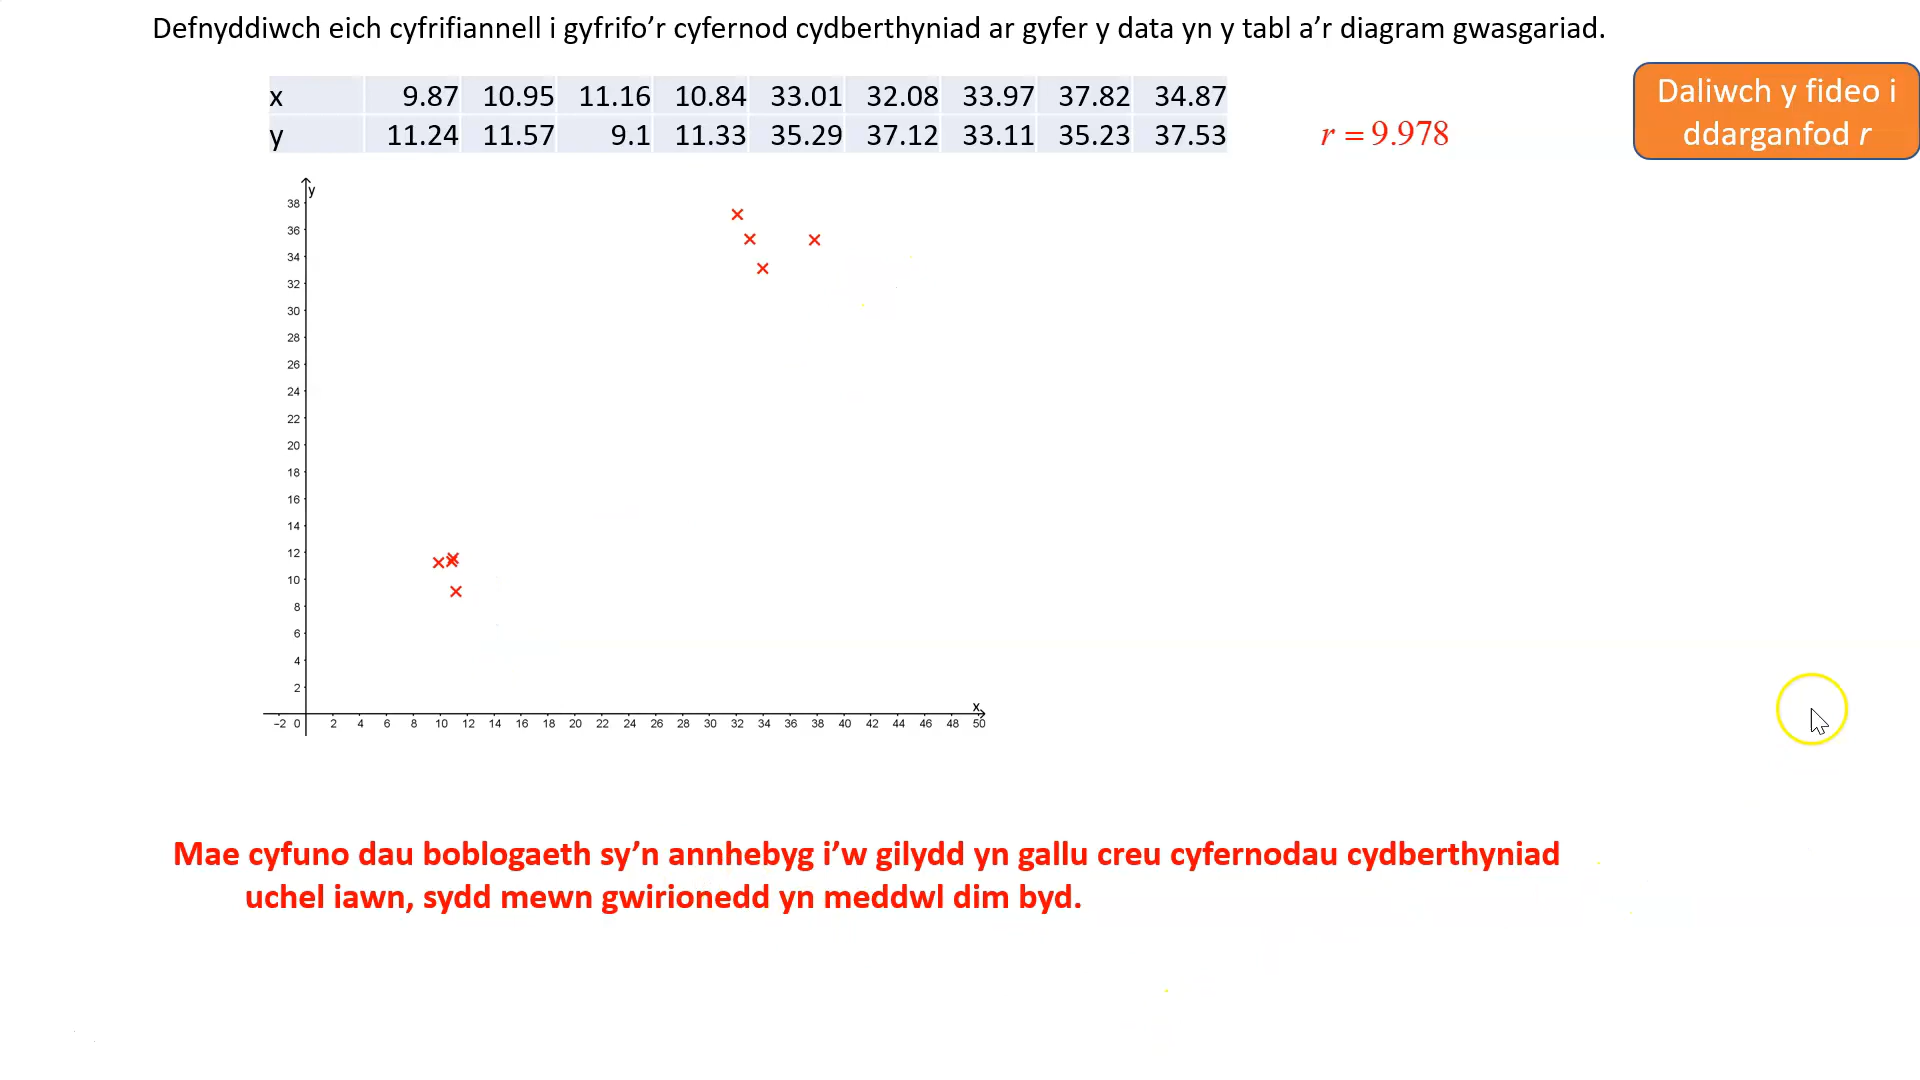 Defnyddiwch eich cyfrifiannell i gyfrifo’r cyfernod cydberthyniad ar gyfer y data yn y tabl a’r diagram gwasgariad.
x 9.87 10.95 11.16 10.84 33.01 32.08 33.97 37.82 34.87
y 11.24 11.57 9.1 11.33 35.29 37.12 33.11 35.23 37.53
r = 9.978
Daliwch y fideo i
ddarganfod r
y
38
36
34
32
30
28
26
24
22
20
18
16
14
12
10
8
6
4
2
x
−2 0 2 4 6 8 10 12 14 16 18 20 22 24 26 28 30 32 34 36 38 40 42 44 46 48 50
Mae cyfuno dau boblogaeth sy’n annhebyg i’w gilydd yn gallu creu cyfernodau cydberthyniad
uchel iawn, sydd mewn gwirionedd yn meddwl dim byd.